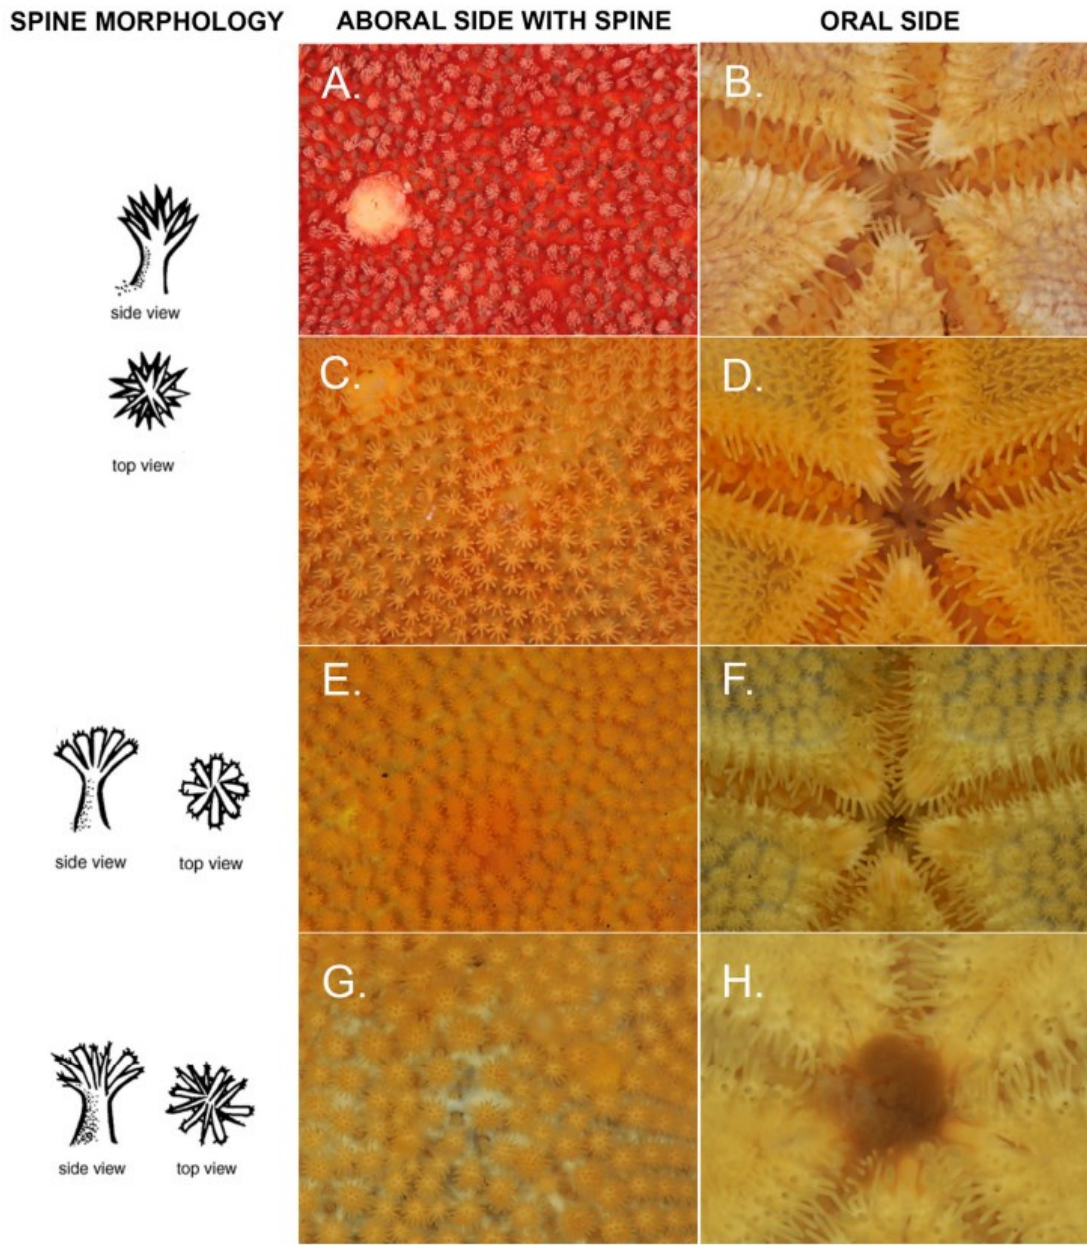 SPINE MORPHOLOGY
ABORAL SIDE WITH SPINE
ORAL SIDE
A.
B.
side view
top view
C.
D.
E.
F.
side view
top view
G.
H.
side view
top view